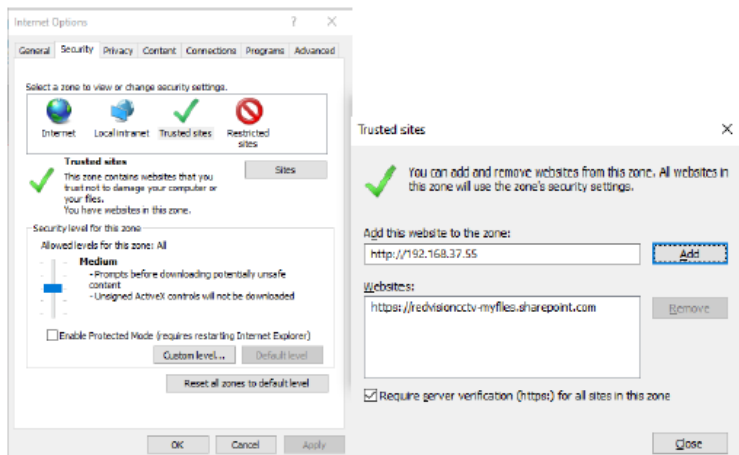 Internet Options
?
General Security Privacy Content Connections Programs Advanced
Select a zone to view or change security settings.
Internet
Local intranet
Trusted sites
Restricted
sites
Trusted sites
Sites
This zone contains websites that you
trust not to damage your computer or
your files.
You have websites in this zone.
Security level for this zone
Allowed levels for this zone: All
Medium
- Prompts before downloading potentially unsafe
content
- Unsigned ActiveX controls will not be downloaded
Enable Protected Mode (requires restarting Internet Explorer)
Custom level...
Default level
Reset all zones to default level
OK
Cancel
Apply
Trusted sites
You can add and remove websites from this zone. All websites in
this zone will use the zone's security settings.
Add this website to the zone:
http://192.168.37.55
Add
Websites:
https://redvisioncctv-myfiles.sharepoint.com
Remove
Require server verification (https:) for all sites in this zone
Close